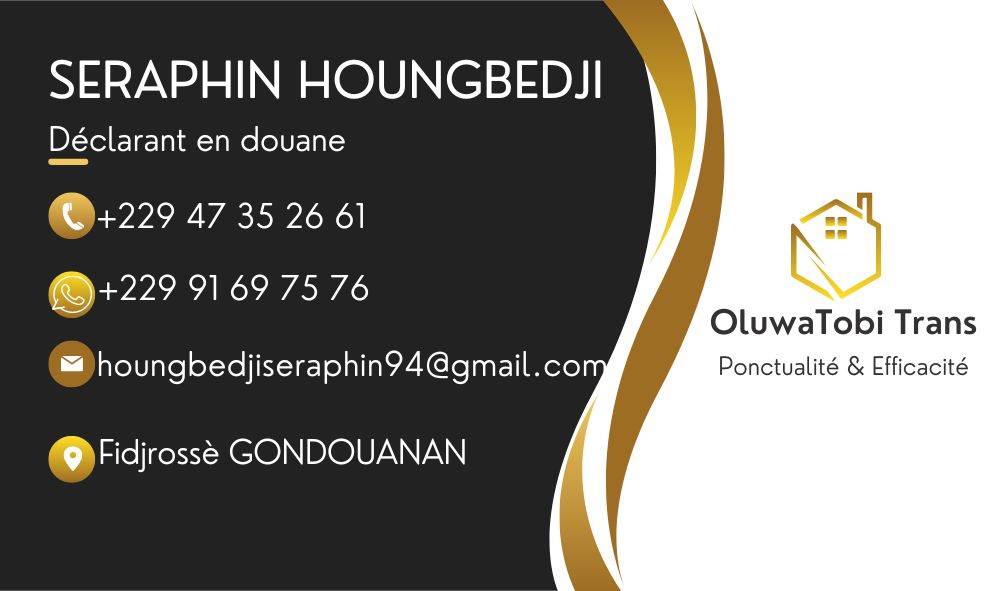 SERAPHIN HOUNGBEDJI
Déclarant en douane
+229 47 35 26 61
+229 91 69 75 76
houngbedjiseraphin94@gmail.com
Fidjrossè GONDOUANAN
OluwaTobi Trans
Ponctualité & Efficacité